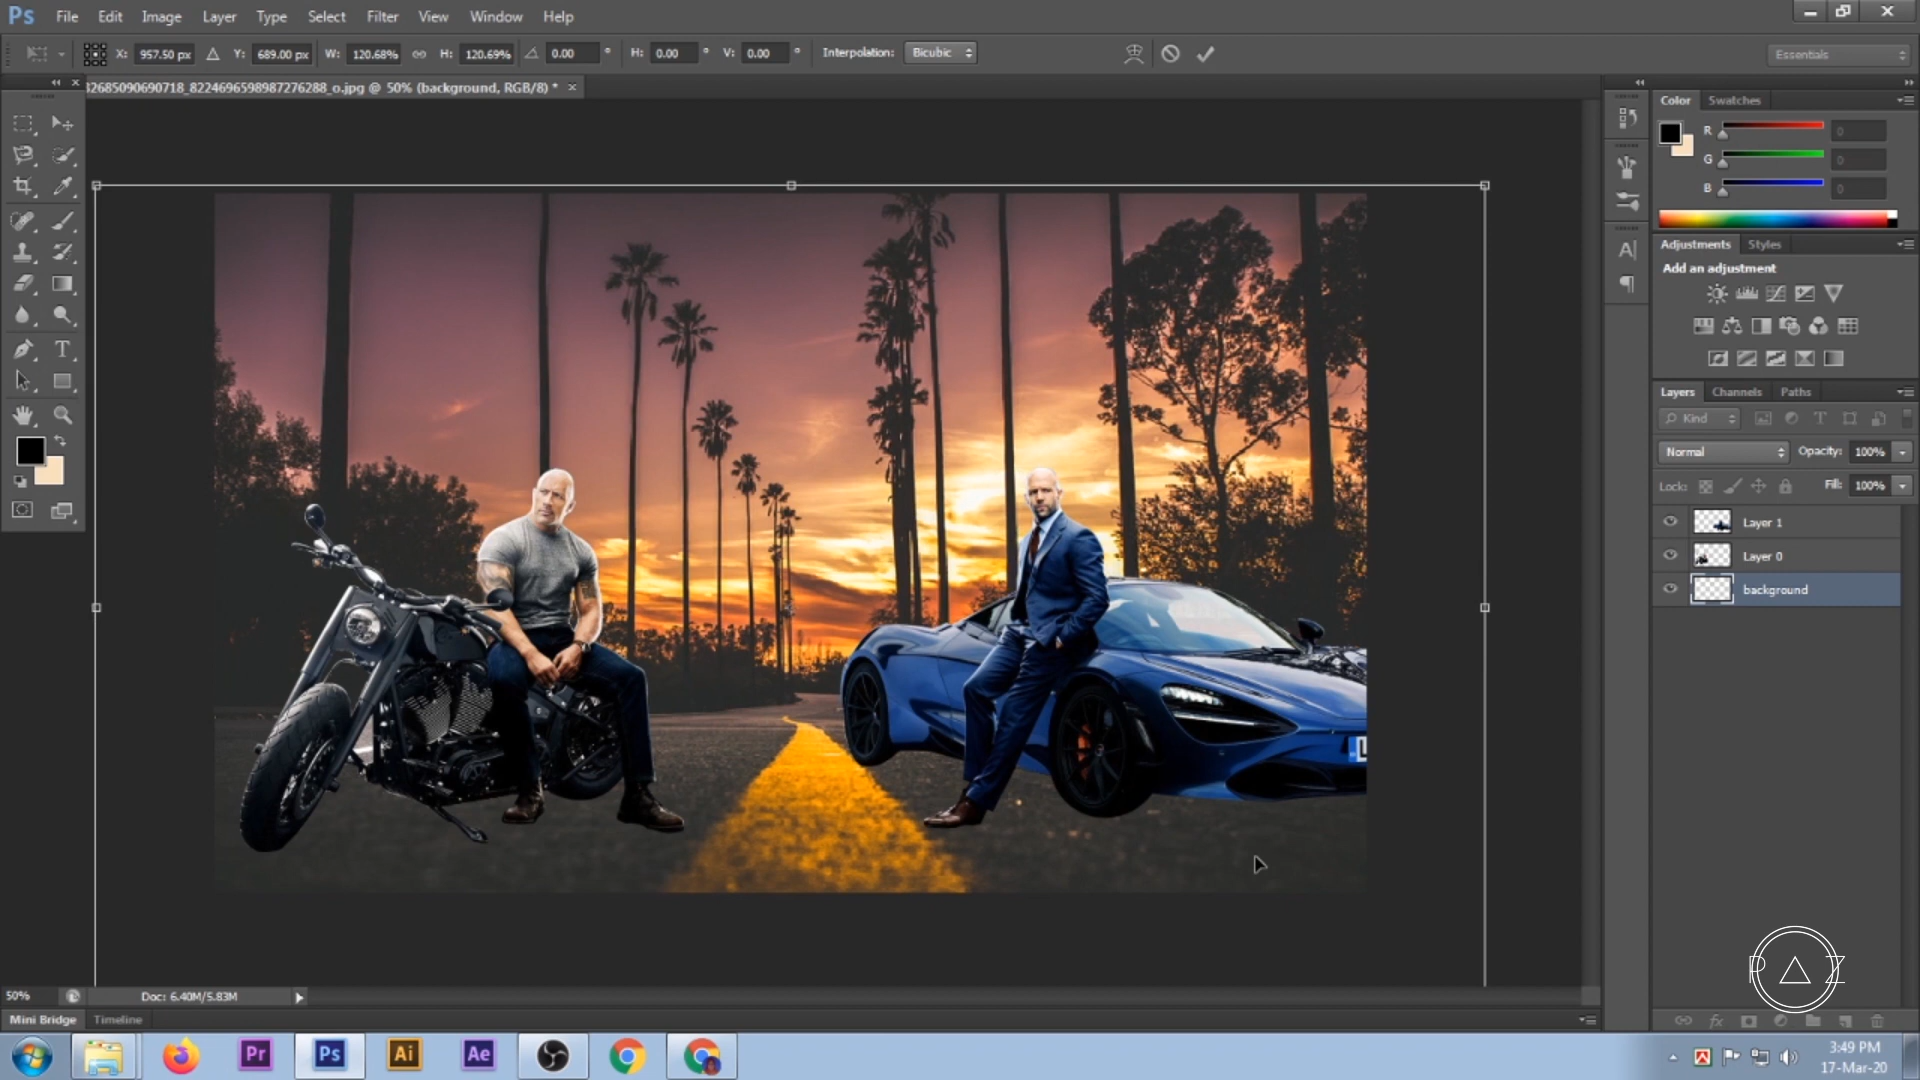 Ps File Edit Image Layer Type Select Filter View Window Help
X: 957.50 px Y: 689.00 px W: 120.68% H: 120.69% 0.00 ° H: 0.00 ° V: 0.00 ° Interpolation: Bicubic Essentials
32685090690718_8224696598987276288_o.jpg @ 50% (background, RGB/8) * ×
Color Swatches
R 0
G 0
B 0
Adjustments Styles
Add an adjustment
Layers Channels Paths
Kind
Normal Opacity: 100%
Lock: Fill: 100%
Layer 1
Layer 0
background
P Z
50% Doc: 6.40M/5.83M
Mini Bridge Timeline
Pr Ps Ai Ae
3:49 PM
17-Mar-20